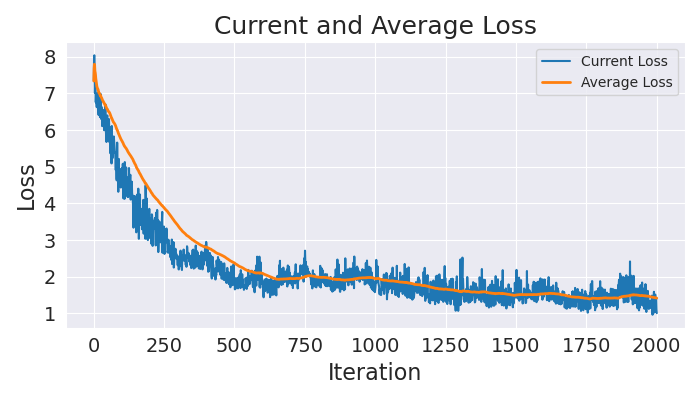 Current and Average Loss
Current Loss
Average Loss
8
7
6
5
4
3
2
1
Loss
0 250 500 750 1000 1250 1500 1750 2000
Iteration